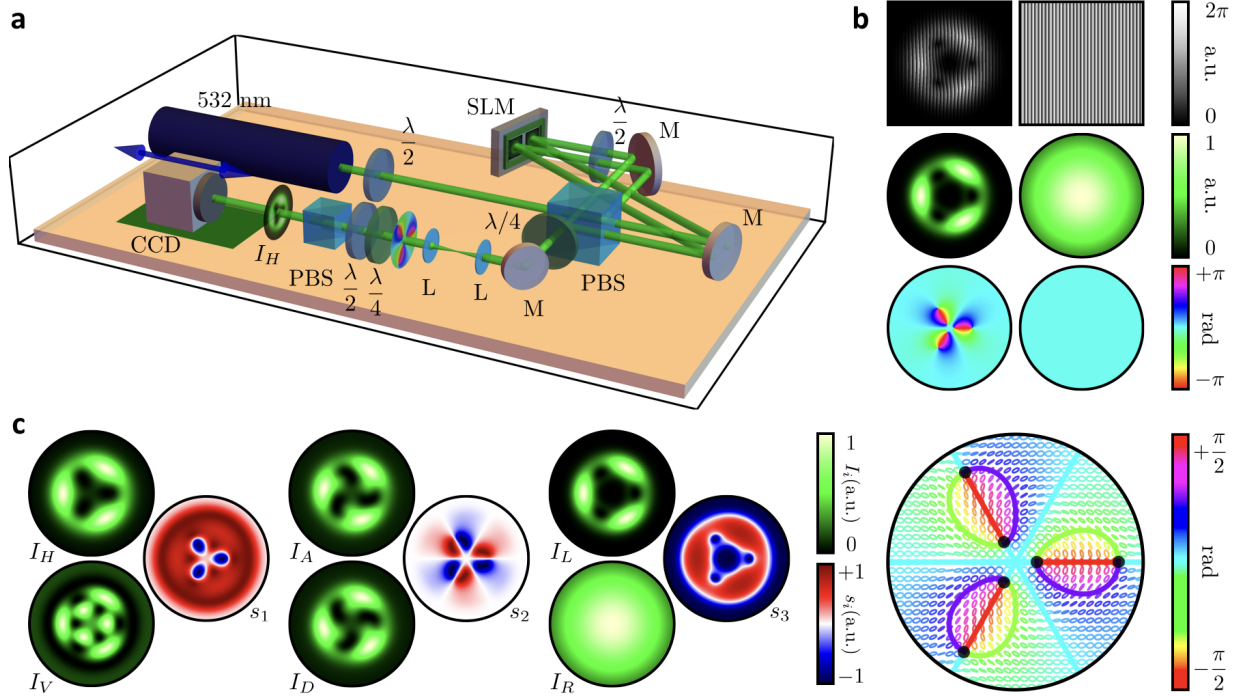 a
532 nm
λ/2
SLM
λ/2
M
λ/4
M
CCD
I_H
PBS
λ/2
λ/4
L
L
M
PBS
b
2π
a.u.
0
1
a.u.
0
+π
rad
−π
c
I_H
s_1
I_V
I_A
s_2
I_D
I_L
s_3
I_R
1
I_i(a.u.)
0
+1
s_i(a.u.)
−1
+π/2
rad
−π/2